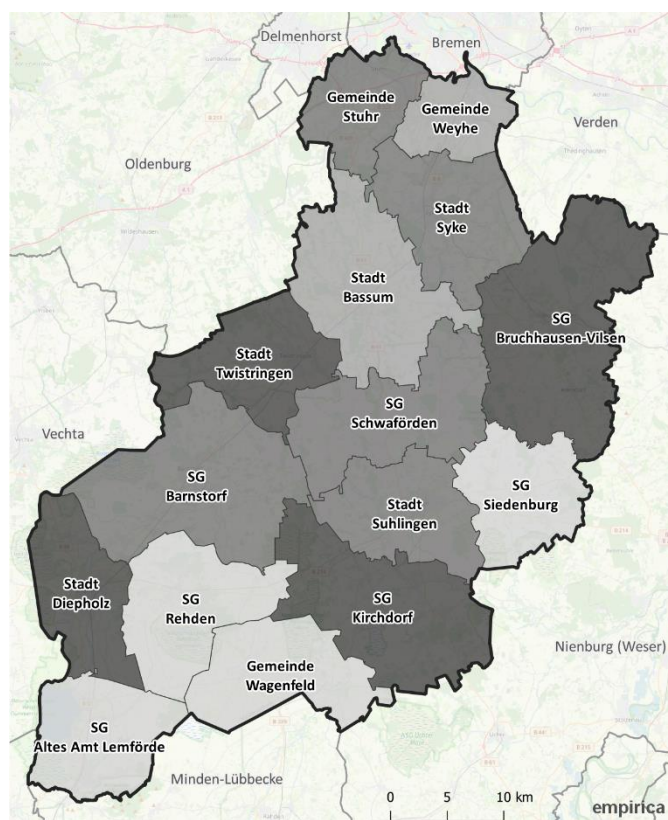 Delmenhorst
Bremen
Gemeinde
Stuhr
Gemeinde
Weyhe
Verden
Oldenburg
Stadt
Syke
Stadt
Bassum
SG
Bruchhausen-Vilsen
Stadt
Twistringen
SG
Schwaförden
Vechta
SG
Barnstorf
Stadt
Suhlingen
SG
Siedenburg
Stadt
Diepholz
SG
Rehden
SG
Kirchdorf
Gemeinde
Wagenfeld
Nienburg (Weser)
SG
Altes Amt Lemförde
Minden-Lübbecke
0 5 10 km
empirica